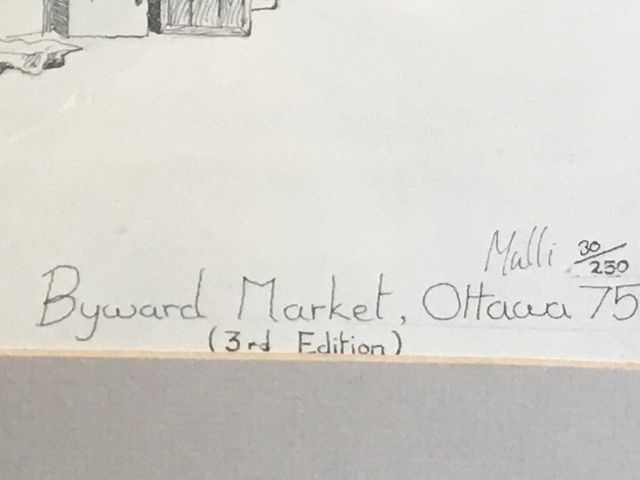 Malli 30/250
Byward Market, Ottawa 75
(3rd Edition)